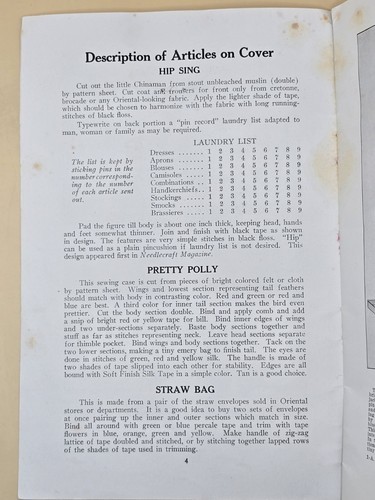 Description of Articles on Cover
HIP SING
Cut out the little Chinaman from stout unbleached muslin (double)
by pattern sheet. Cut coat and trousers for front only from cretonne,
brocade or any Oriental-looking fabric. Apply the lighter shade of tape,
which should be chosen to harmonize with the fabric with long running-
stitches of black floss.
Typewrite on back portion a "pin record" laundry list adapted to
man, woman or family as may be required.
LAUNDRY LIST
The list is kept by
sticking pins in the
number correspond-
ing to the number
of each article sent
out.
Dresses ....... 1 2 3 4 5 6 7 8 9
Aprons ....... 1 2 3 4 5 6 7 8 9
Blouses ....... 1 2 3 4 5 6 7 8 9
Camisoles .... 1 2 3 4 5 6 7 8 9
Combinations .. 1 2 3 4 5 6 7 8 9
Handkerchiefs.. 1 2 3 4 5 6 7 8 9
Stockings ..... 1 2 3 4 5 6 7 8 9
Smocks ....... 1 2 3 4 5 6 7 8 9
Brassieres .... 1 2 3 4 5 6 7 8 9
Pad the figure till body is about one inch thick, keeping head, hands
and feet somewhat thinner. Join and finish with black tape as shown
in design. The features are very simple stitches in black floss. "Hip"
can be used as a plain pincushion if laundry list is not desired. This
design appeared first in Needlecraft Magazine.
PRETTY POLLY
This sewing case is cut from pieces of bright colored felt or cloth
by pattern sheet. Wings and lowest section representing tail feathers
should match with body in contrasting color. Red and green or red and
blue are best. A third color for inner tail section makes the bird even
prettier. Cut the body section double. Bind and apply comb and add
a snip of bright red or yellow tape for bill. Bind inner edges of wings
and two under-sections separately. Baste body sections together and
stuff as far as stitches representing neck. Leave head sections separate
for thimble pocket. Bind wings and body sections together. Tack on the
two lower sections, making a tiny emery bag to finish tail. The eyes are
done in stitches of green, red and yellow silk. The handle is made of
two shades of tape slipped into each other for stability. Edges are all
bound with Soft Finish Silk Tape in a simple color. Tan is a good choice.
STRAW BAG
This is made from a pair of the straw envelopes sold in Oriental
stores or departments. It is a good idea to buy two sets of envelopes
at once pairing up the inner and outer sections which match in size.
Bind all around with green or blue percale tape and trim with tape
flowers in blue, orange, green and yellow. Make handle of zig-zag
lattice of tape doubled and stitched, or by stitching together lapped rows
of the shades of tape used in trimming.
4